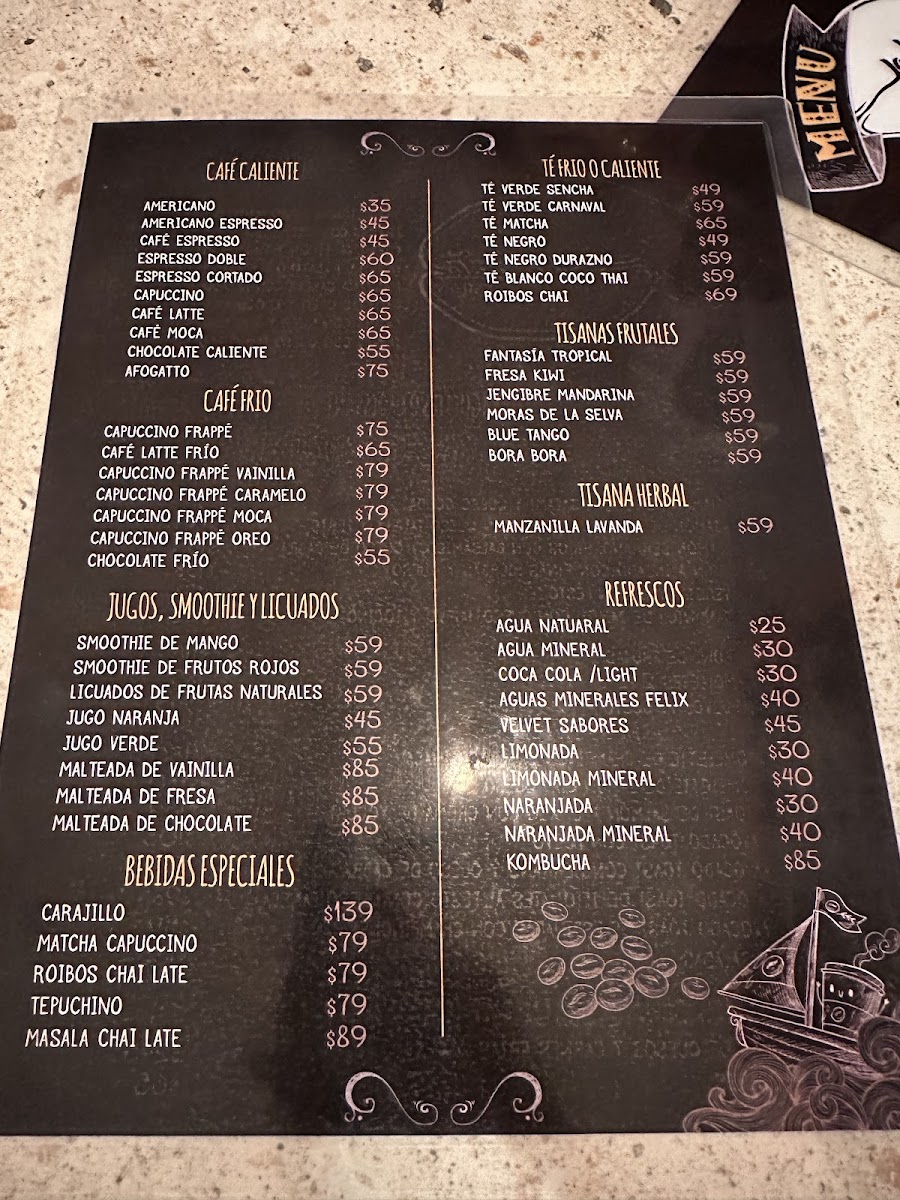 MENU
CAFÉ CALIENTE
AMERICANO $35
AMERICANO ESPRESSO $45
CAFÉ ESPRESSO $45
ESPRESSO DOBLE $60
ESPRESSO CORTADO $65
CAPUCCINO $65
CAFÉ LATTE $65
CAFÉ MOCA $65
CHOCOLATE CALIENTE $55
AFOGATTO $75
CAFÉ FRIO
CAPUCCINO FRAPPÉ $75
CAFÉ LATTE FRÍO $65
CAPUCCINO FRAPPÉ VAINILLA $79
CAPUCCINO FRAPPÉ CARAMELO $79
CAPUCCINO FRAPPÉ MOCA $79
CAPUCCINO FRAPPÉ OREO $79
CHOCOLATE FRÍO $55
JUGOS, SMOOTHIE Y LICUADOS
SMOOTHIE DE MANGO $59
SMOOTHIE DE FRUTOS ROJOS $59
LICUADOS DE FRUTAS NATURALES $59
JUGO NARANJA $45
JUGO VERDE $55
MALTEADA DE VAINILLA $85
MALTEADA DE FRESA $85
MALTEADA DE CHOCOLATE $85
BEBIDAS ESPECIALES
CARAJILLO $139
MATCHA CAPUCCINO $79
ROIBOS CHAI LATE $79
TEPUCHINO $79
MASALA CHAI LATE $89
TÉ FRIO O CALIENTE
TÉ VERDE SENCHA $49
TÉ VERDE CARNAVAL $59
TÉ MATCHA $65
TÉ NEGRO $49
TÉ NEGRO DURAZNO $59
TÉ BLANCO COCO THAI $59
ROIBOS CHAI $69
TISANAS FRUTALES
FANTASÍA TROPICAL $59
FRESA KIWI $59
JENGIBRE MANDARINA $59
MORAS DE LA SELVA $59
BLUE TANGO $59
BORA BORA $59
TISANA HERBAL
MANZANILLA LAVANDA $59
REFRESCOS
AGUA NATUARAL $25
AGUA MINERAL $30
COCA COLA /LIGHT $30
AGUAS MINERALES FELIX $40
VELVET SABORES $45
LIMONADA $30
LIMONADA MINERAL $40
NARANJADA $30
NARANJADA MINERAL $40
KOMBUCHA $85